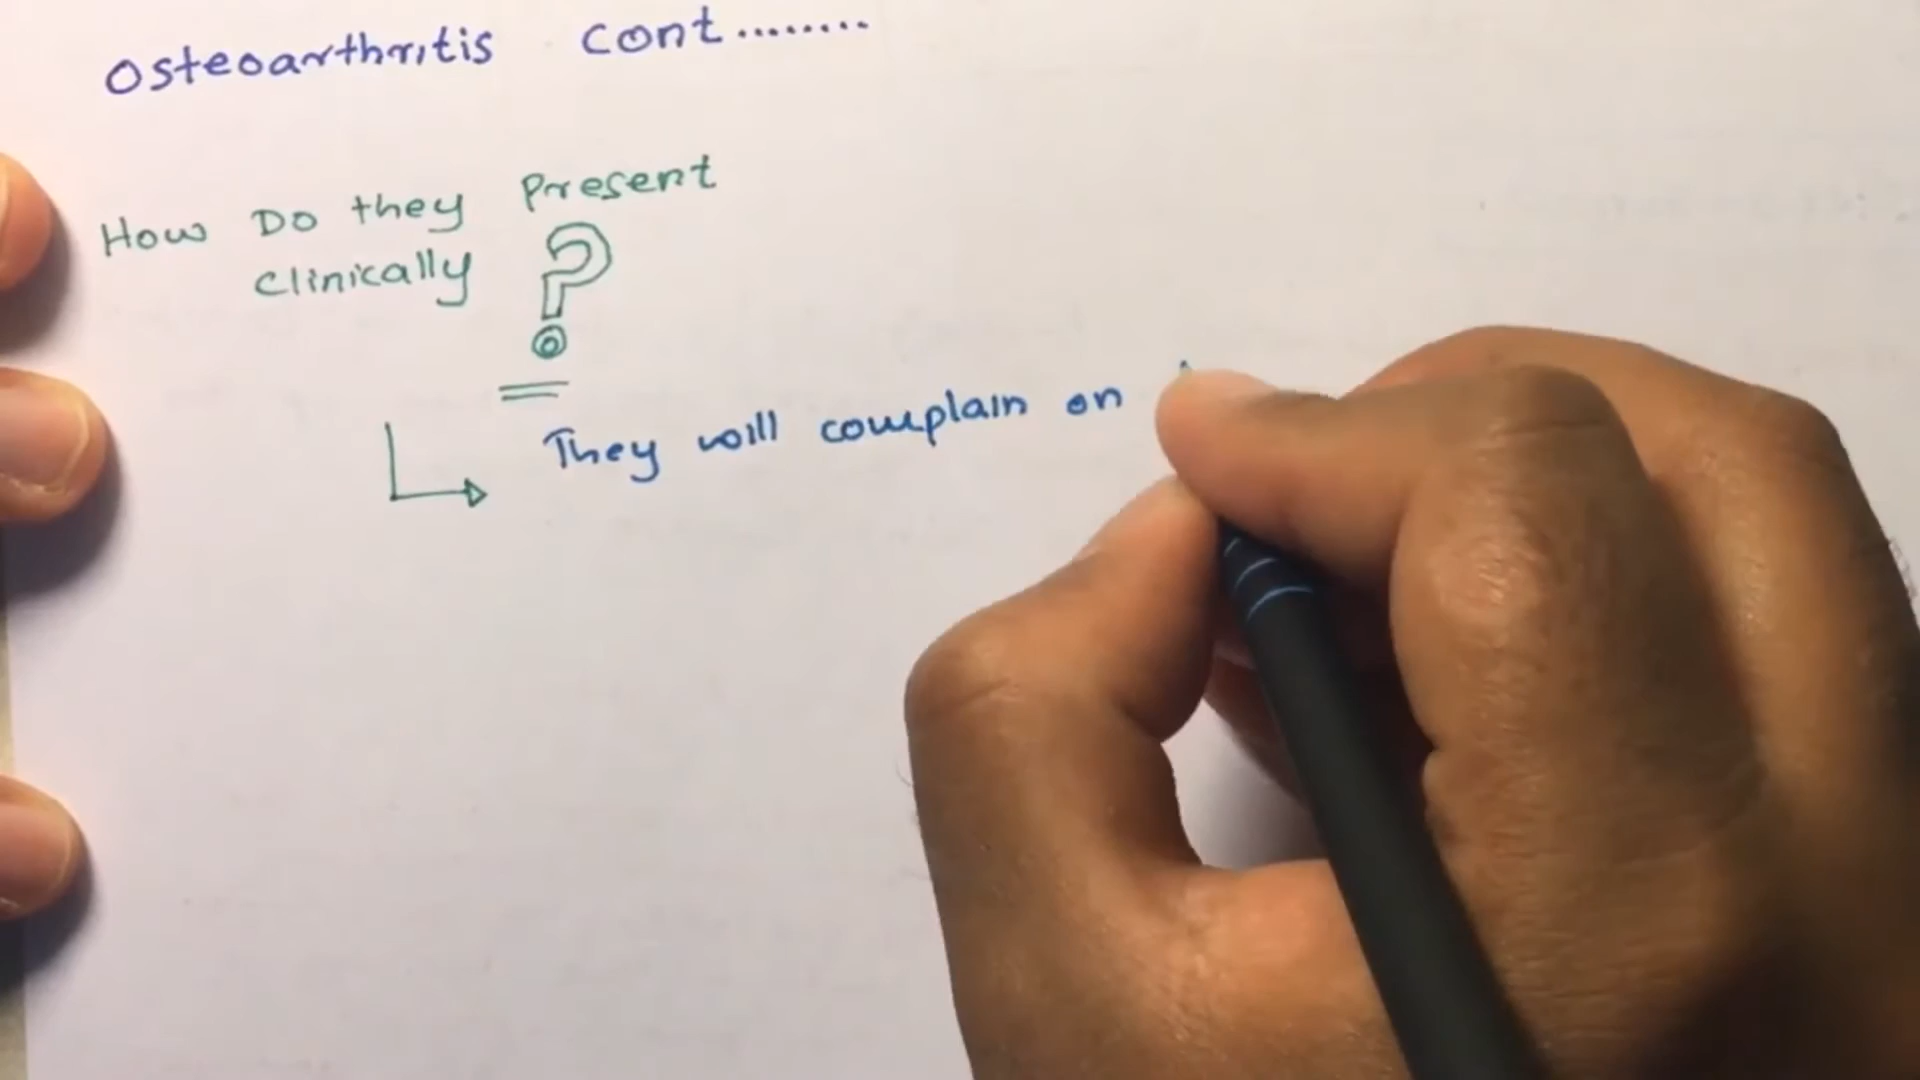 Osteoarthritis cont........
How Do they Present
clinically ?
They will complain on